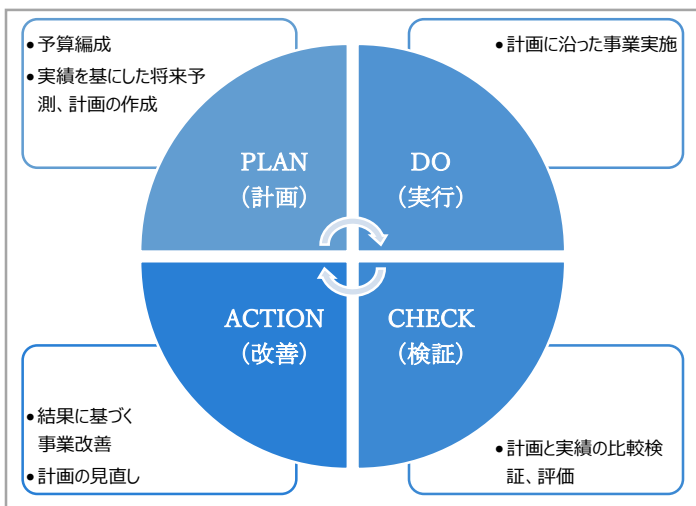 •予算編成
•実績を基にした将来予
測、計画の作成
•計画に沿った事業実施
PLAN
（計画）
DO
（実行）
ACTION
（改善）
CHECK
（検証）
•結果に基づく
事業改善
•計画の見直し
•計画と実績の比較検
証、評価